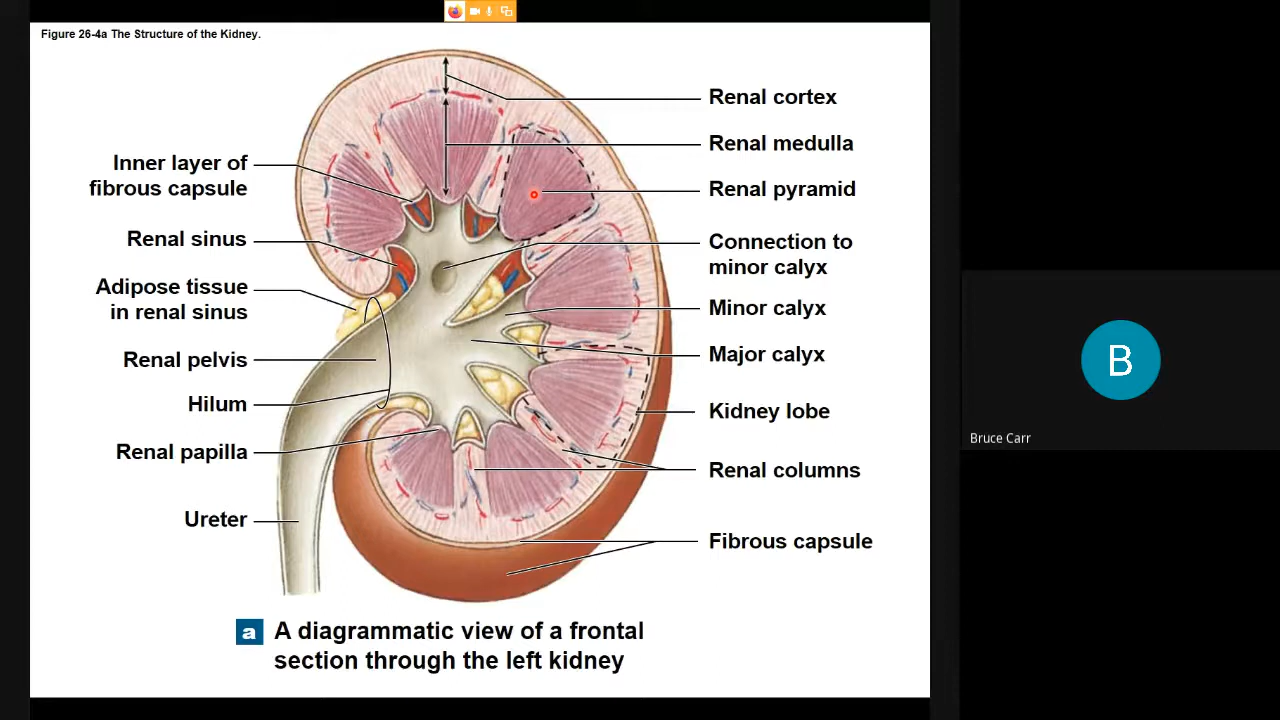 Figure 26-4a The Structure of the Kidney.
Inner layer of
fibrous capsule
Renal sinus
Adipose tissue
in renal sinus
Renal pelvis
Hilum
Renal papilla
Ureter
Renal cortex
Renal medulla
Renal pyramid
Connection to
minor calyx
Minor calyx
Major calyx
Kidney lobe
Renal columns
Fibrous capsule
a A diagrammatic view of a frontal
section through the left kidney
B
Bruce Carr